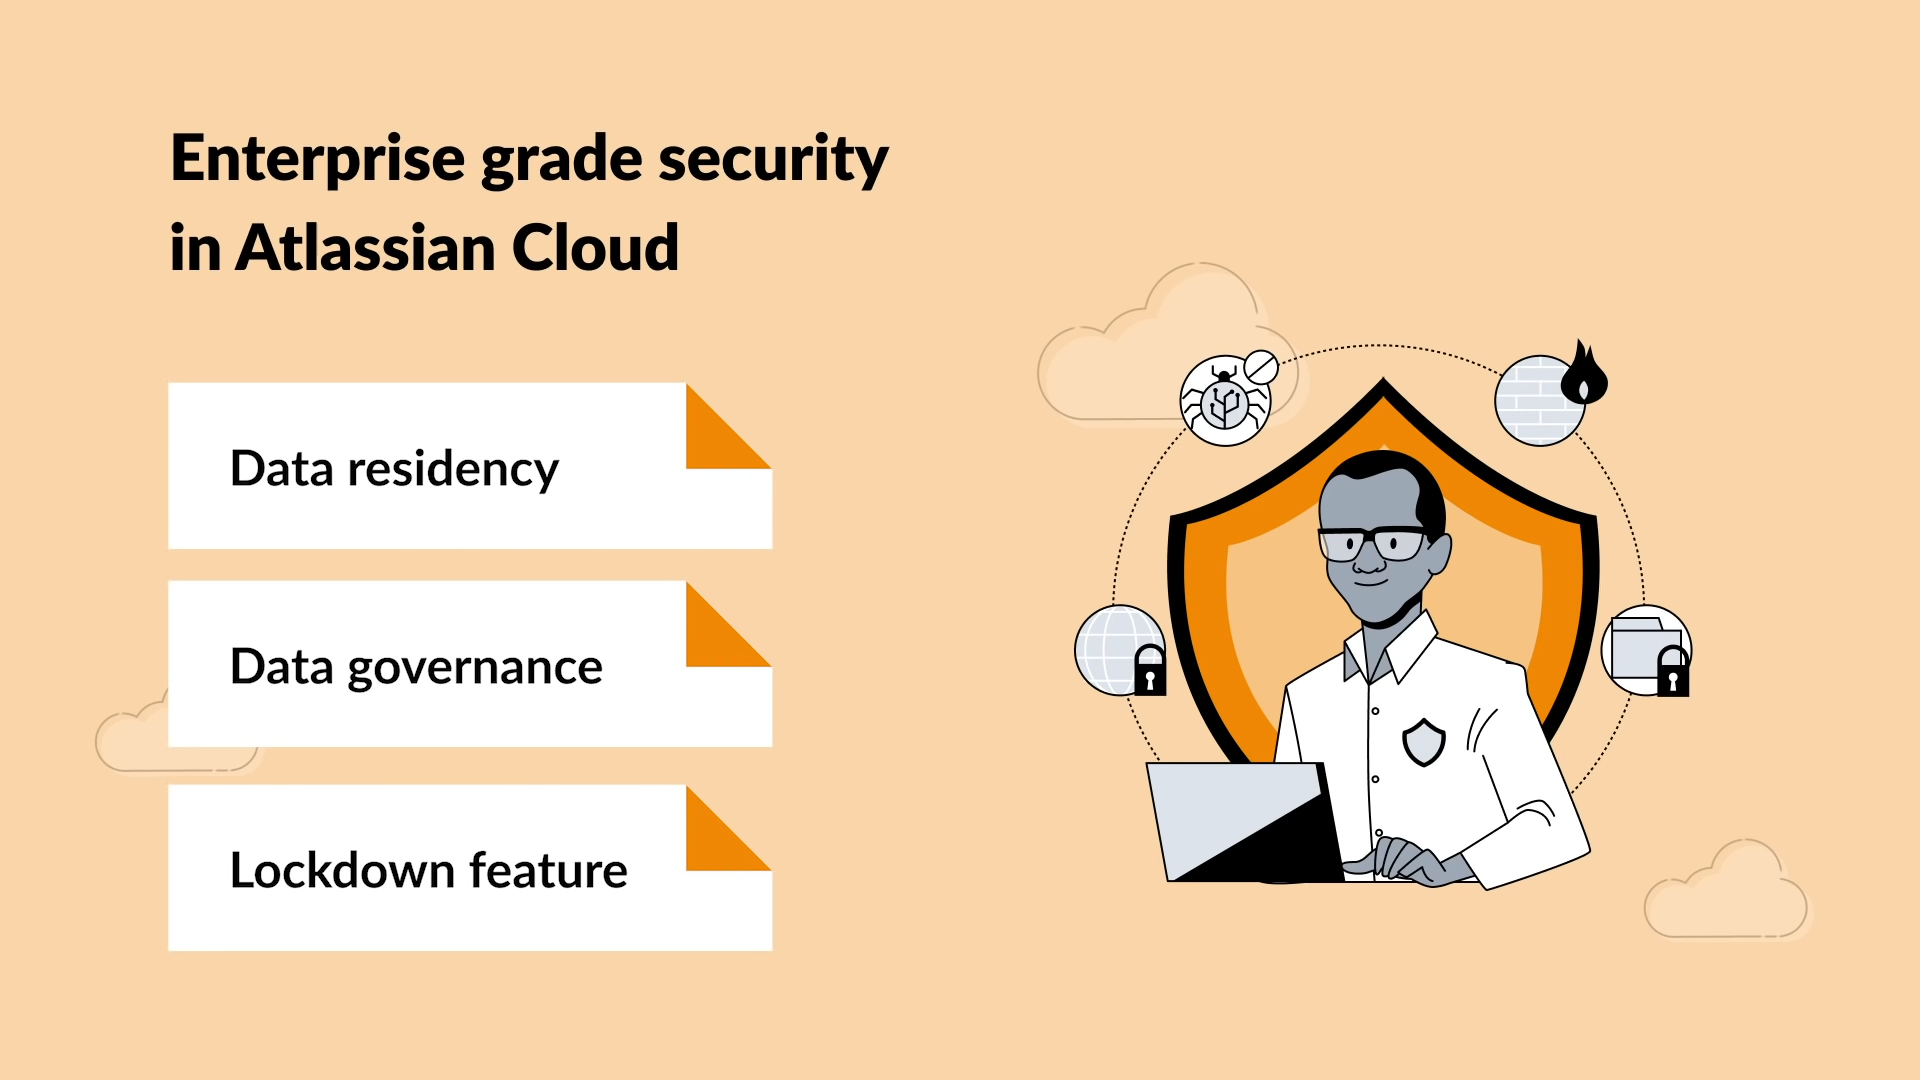 Enterprise grade security
in Atlassian Cloud
Data residency
Data governance
Lockdown feature